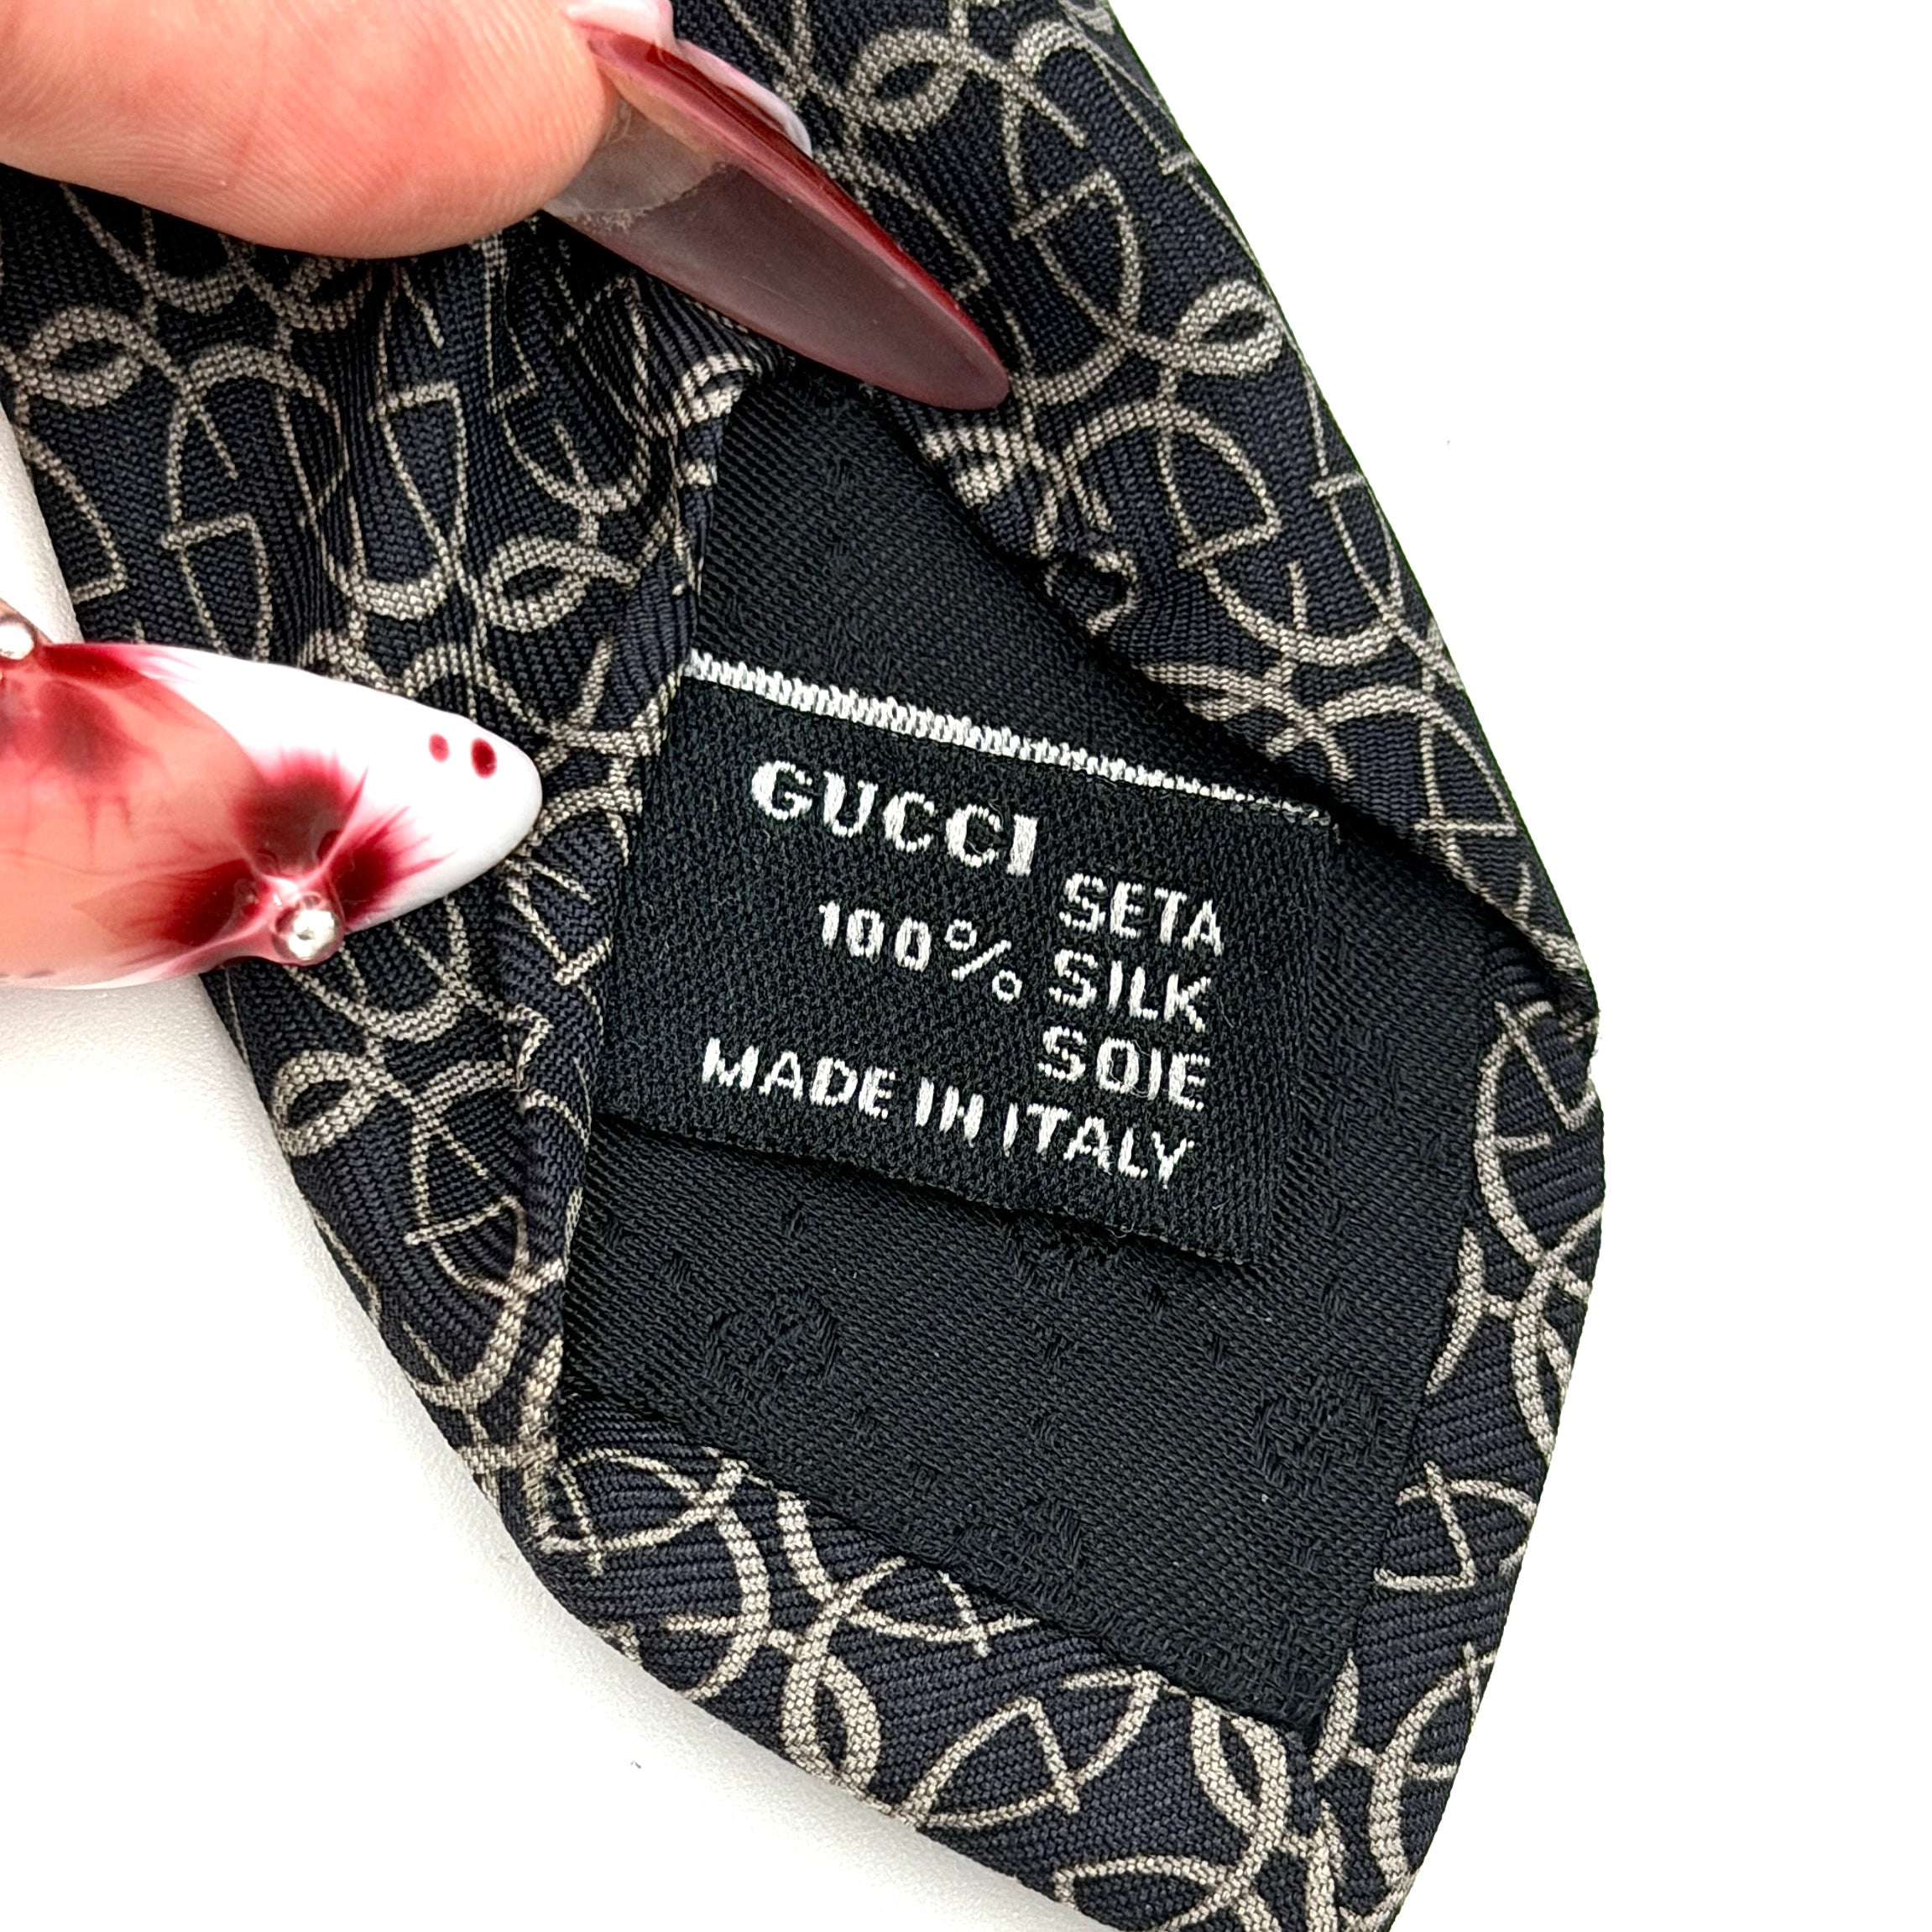 GUCCI
SETA
100% SILK
SOIE
MADE IN ITALY